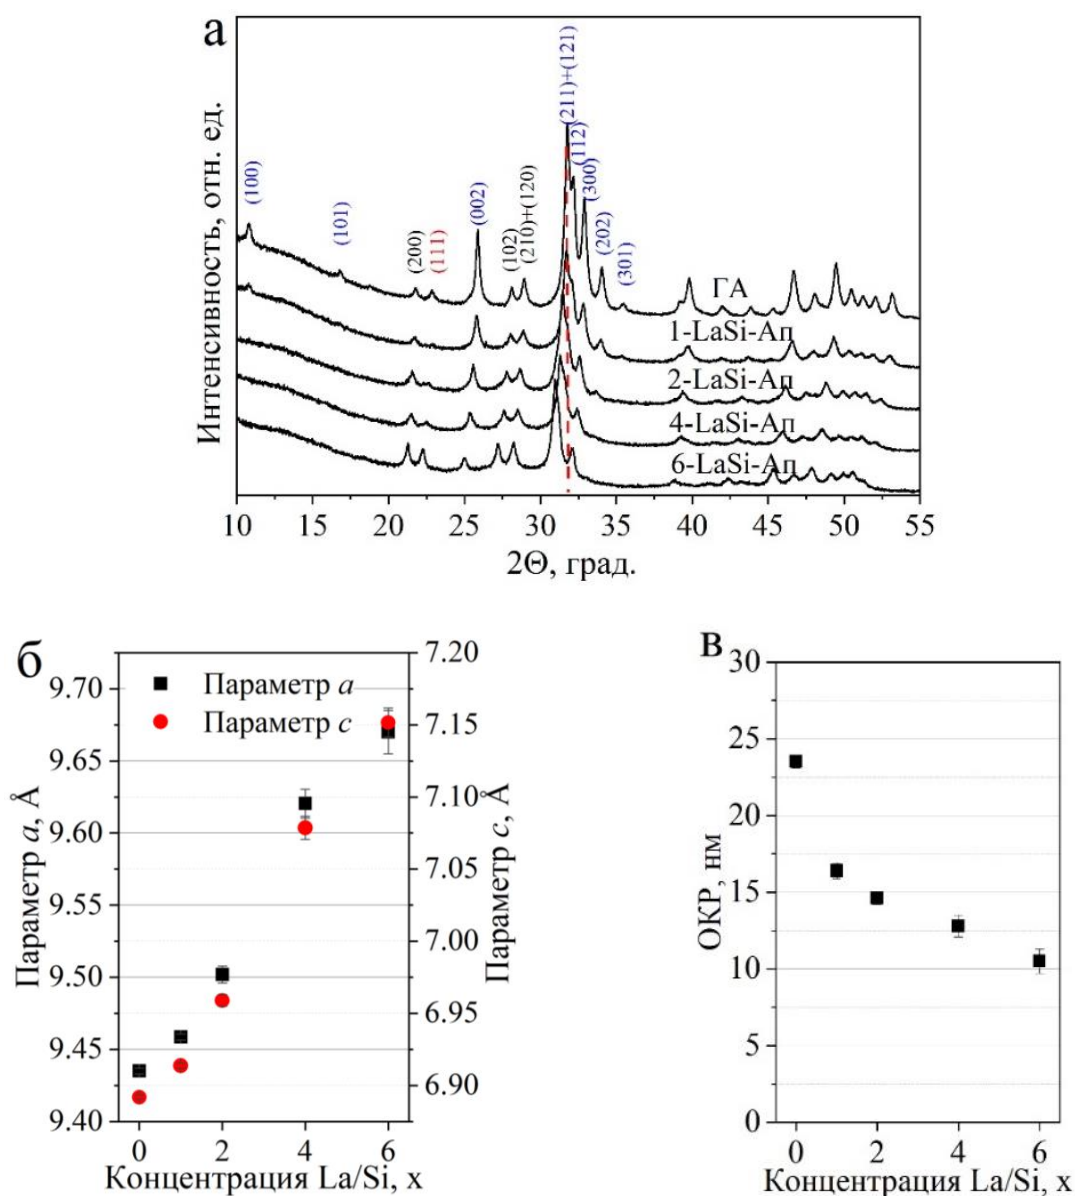 а
Интенсивность, отн. ед.
(100)
(101)
(200)
(111)
(002)
(102)
(210)+(120)
(211)+(121)
(112)
(300)
(202)
(301)
ГА
1-LaSi-Ап
2-LaSi-Ап
4-LaSi-Ап
6-LaSi-Ап
10 15 20 25 30 35 40 45 50 55
2Θ, град.
б
Параметр a, Å
9.70
9.65
9.60
9.55
9.50
9.45
9.40
Параметр a
Параметр c
7.20
7.15
7.10
7.05
7.00
6.95
6.90
Параметр c, Å
0 2 4 6
Концентрация La/Si, x
в
ОКР, нм
30
25
20
15
10
5
0
0 2 4 6
Концентрация La/Si, x